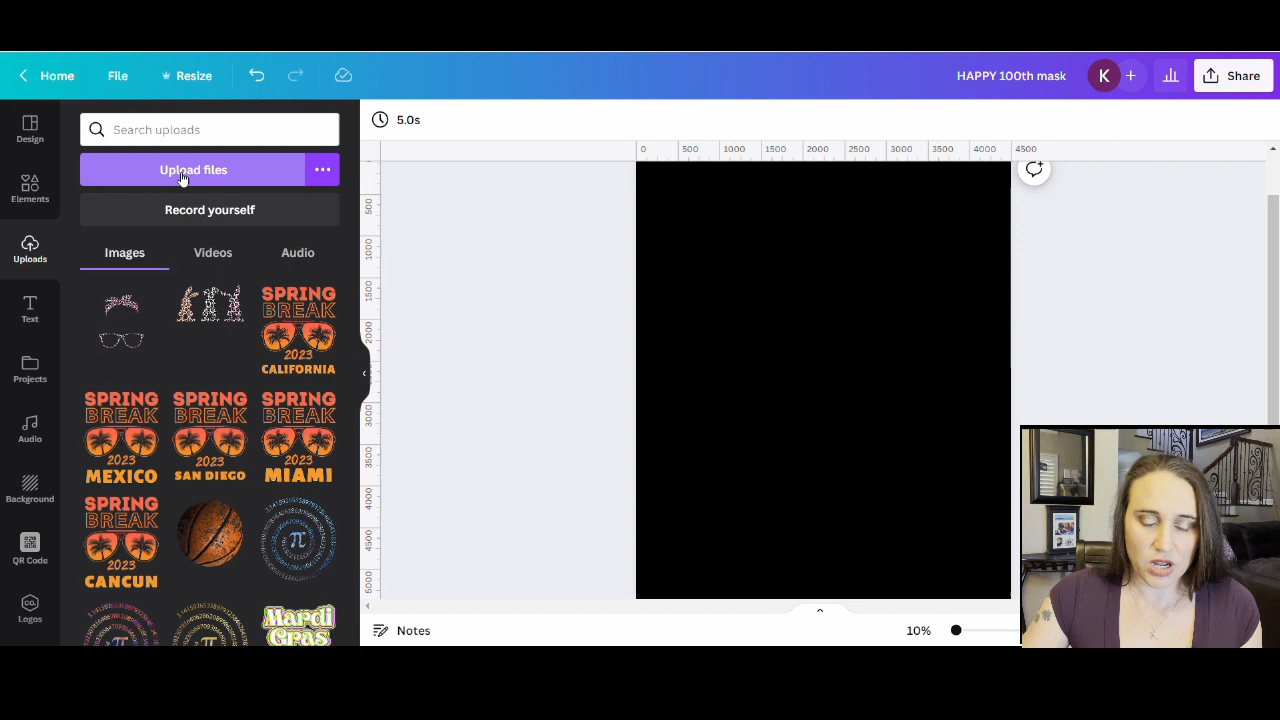 Home File Resize HAPPY 100th mask K + Share
Design
Elements
Uploads
Text
Projects
Audio
Background
QR Code
Logos
Search uploads
Upload files
Record yourself
Images Videos Audio
SPRING
BREAK
2023
CALIFORNIA
SPRING
BREAK
2023
MEXICO
SPRING
BREAK
2023
SAN DIEGO
SPRING
BREAK
2023
MIAMI
SPRING
BREAK
2023
CANCUN
π
π
π
Mardi
Gras
5.0s
0 500 1000 1500 2000 2500 3000 3500 4000 4500
500
1000
1500
2000
3000
3500
4000
4500
5000
Notes
10%